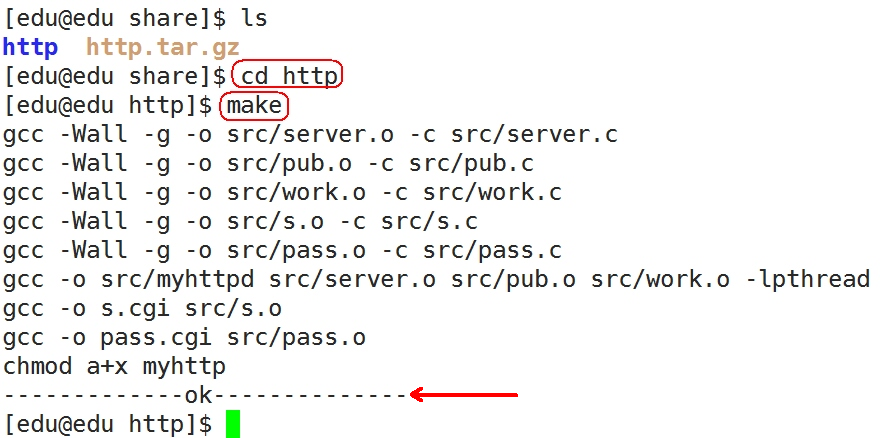 [edu@edu share]$ ls
http  http.tar.gz
[edu@edu share]$ cd http
[edu@edu http]$ make
gcc -Wall -g -o src/server.o -c src/server.c
gcc -Wall -g -o src/pub.o -c src/pub.c
gcc -Wall -g -o src/work.o -c src/work.c
gcc -Wall -g -o src/s.o -c src/s.c
gcc -Wall -g -o src/pass.o -c src/pass.c
gcc -o src/myhttpd src/server.o src/pub.o src/work.o -lpthread
gcc -o s.cgi src/s.o
gcc -o pass.cgi src/pass.o
chmod a+x myhttp
-------------ok--------------
[edu@edu http]$